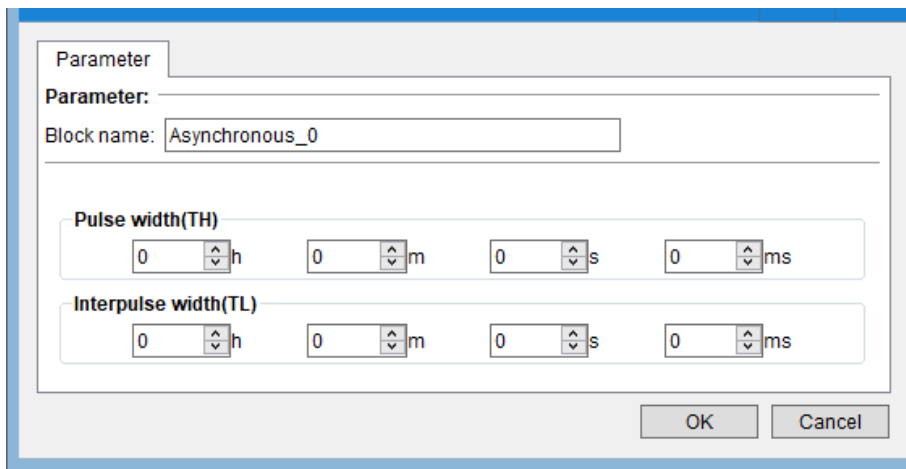 Parameter
Parameter:
Block name: Asynchronous_0
Pulse width(TH)
0 h 0 m 0 s 0 ms
Interpulse width(TL)
0 h 0 m 0 s 0 ms
OK Cancel